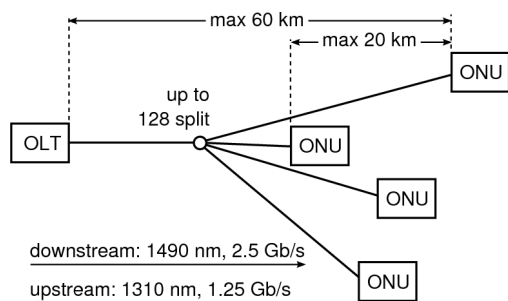 max 60 km
max 20 km
ONU
up to
128 split
OLT
ONU
ONU
downstream: 1490 nm, 2.5 Gb/s
ONU
upstream: 1310 nm, 1.25 Gb/s